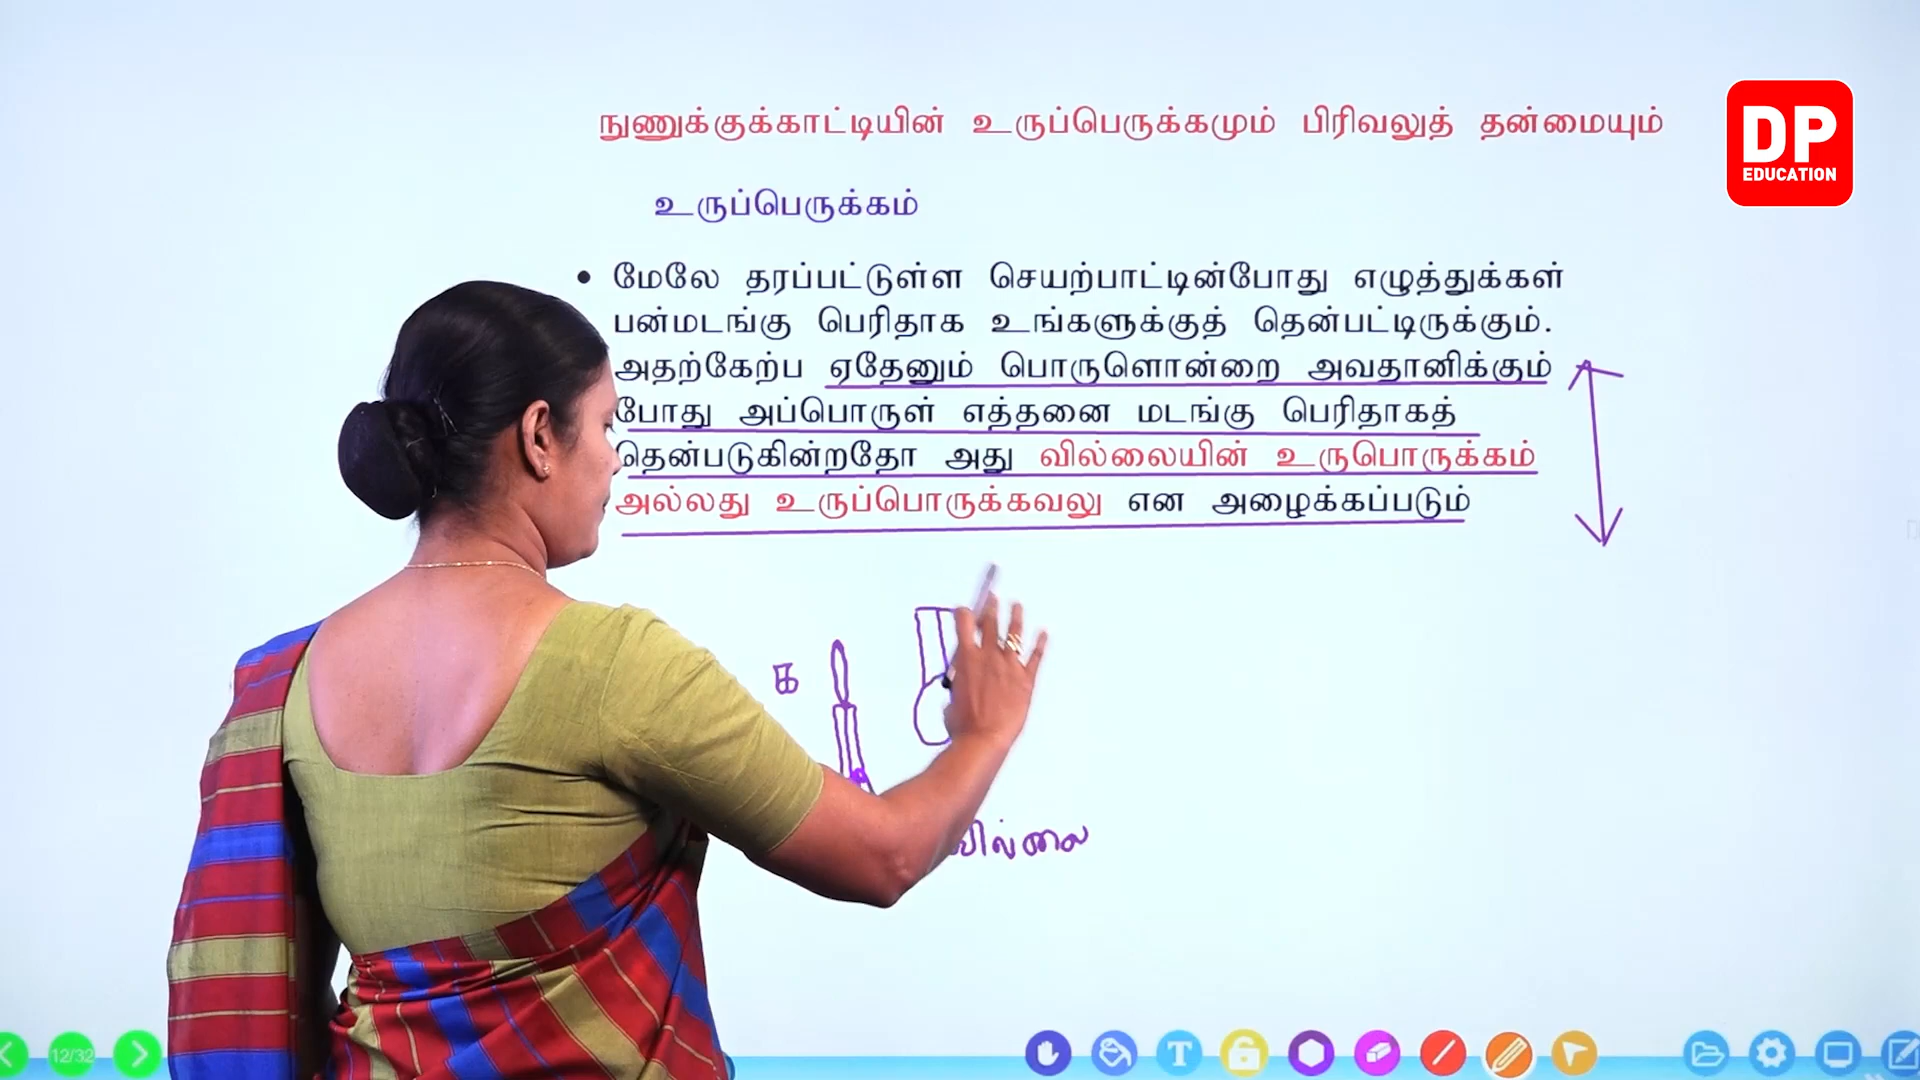 நுணுக்குக்காட்டியின் உருப்பெருக்கமும் பிரிவலுத் தன்மையும்
DP
EDUCATION
உருப்பெருக்கம்
• மேலே தரப்பட்டுள்ள செயற்பாட்டின்போது எழுத்துக்கள்
பன்மடங்கு பெரிதாக உங்களுக்குத் தென்பட்டிருக்கும்.
அதற்கேற்ப ஏதேனும் பொருளொன்றை அவதானிக்கும்
போது அப்பொருள் எத்தனை மடங்கு பெரிதாகத்
தென்படுகின்றதோ அது வில்லையின் உருபொருக்கம்
அல்லது உருப்பொருக்கவலு என அழைக்கப்படும்
க
வில்லை
12/32
T